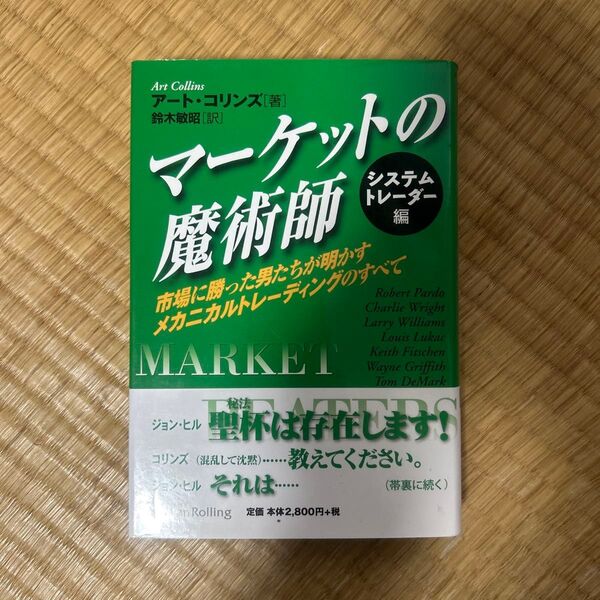 Art Collins
アート・コリンズ[著]
鈴木敏昭[訳]
マーケットの
魔術師
システム
トレーダー
編
市場に勝った男たちが明かす
メカニカルトレーディングのすべて
Robert Pardo
Charlie Wright
Larry Williams
Louis Lukac
Keith Fitschen
Wayne Griffith
Tom DeMark
MARKET
BEATERS
秘法
ジョン・ヒル 聖杯は存在します!
コリンズ (混乱して沈黙)……教えてください。
ジョン・ヒル それは…… (帯裏に続く)
Rolling 定価 本体2,800円+税